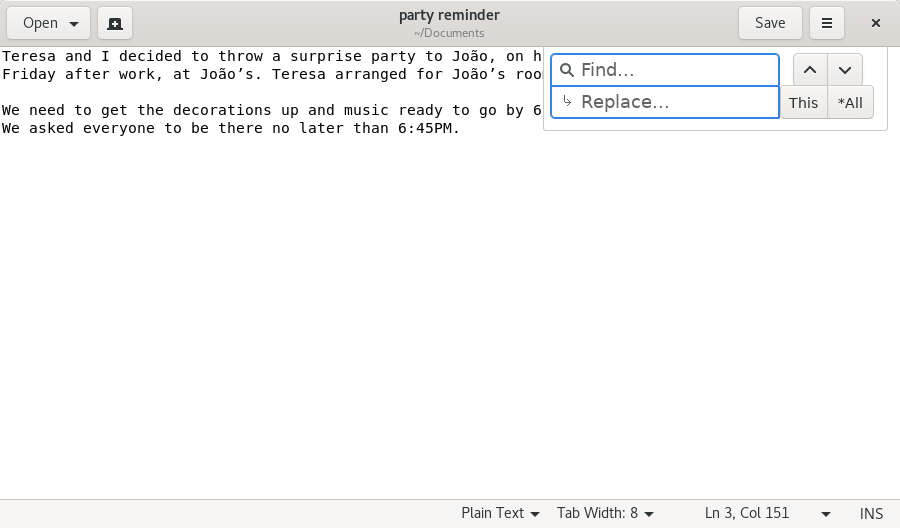 Open
party reminder
~/Documents
Save
Teresa and I decided to throw a surprise party to João, on
Friday after work, at João’s. Teresa arranged for João’s
We need to get the decorations up and music ready to go by
We asked everyone to be there no later than 6:45PM.
Find...
Replace...
This
*All
Plain Text
Tab Width: 8
Ln 3, Col 151
INS